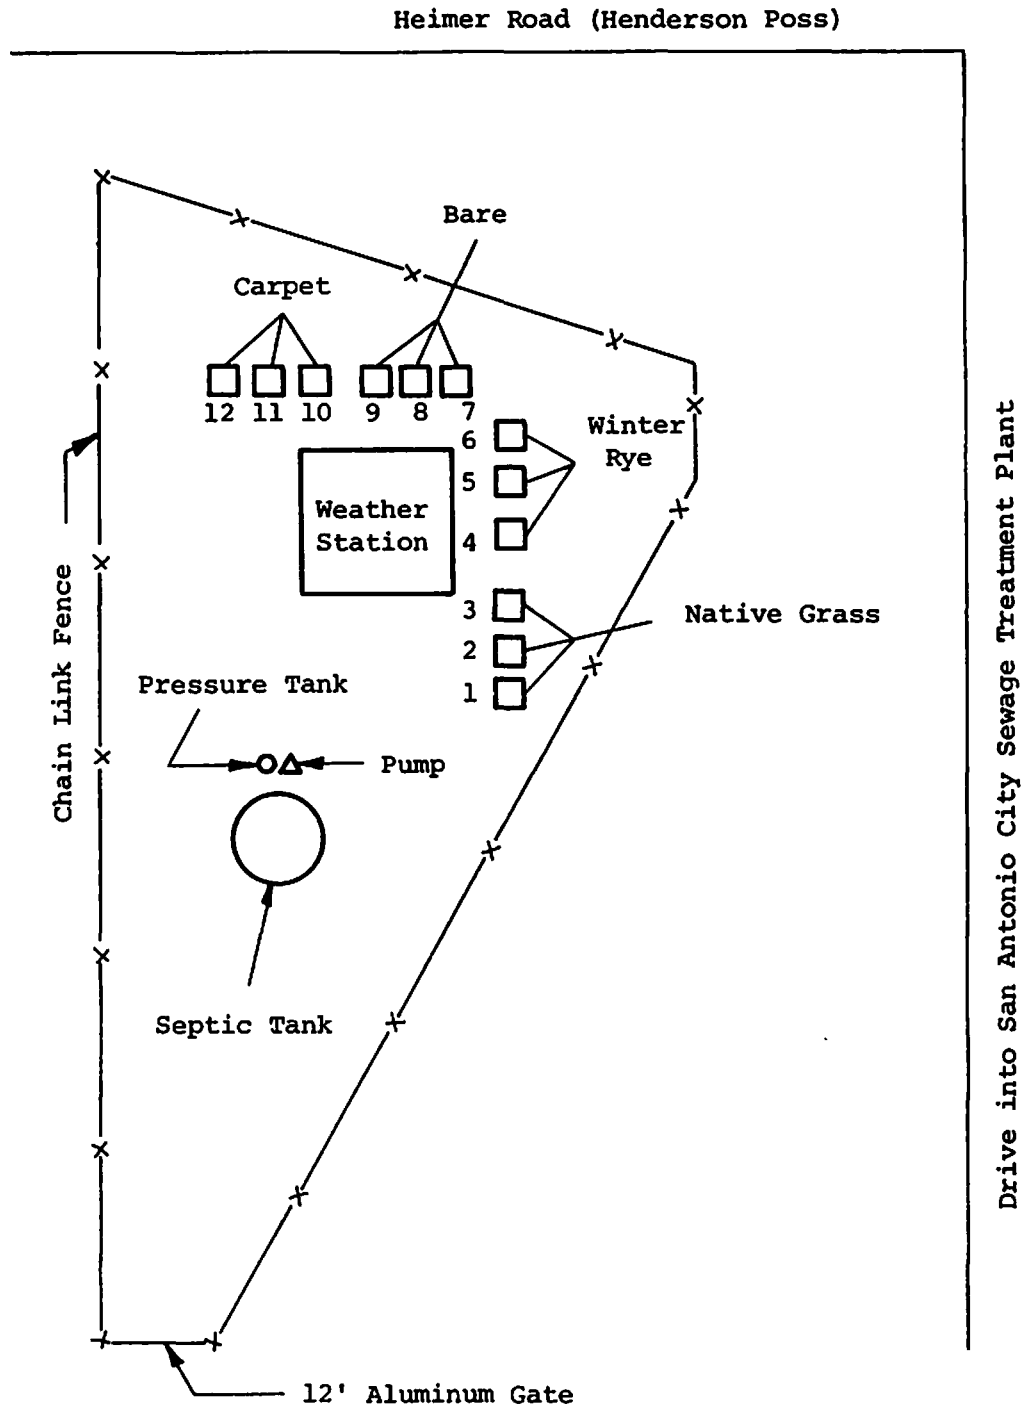 Heimer Road (Henderson Poss)
Bare
Carpet
12 11 10 9 8 7
6
5
4
Winter
Rye
Weather
Station
3
2
1
Native Grass
Chain Link Fence
Pressure Tank
Pump
Septic Tank
Drive into San Antonio City Sewage Treatment Plant
12' Aluminum Gate